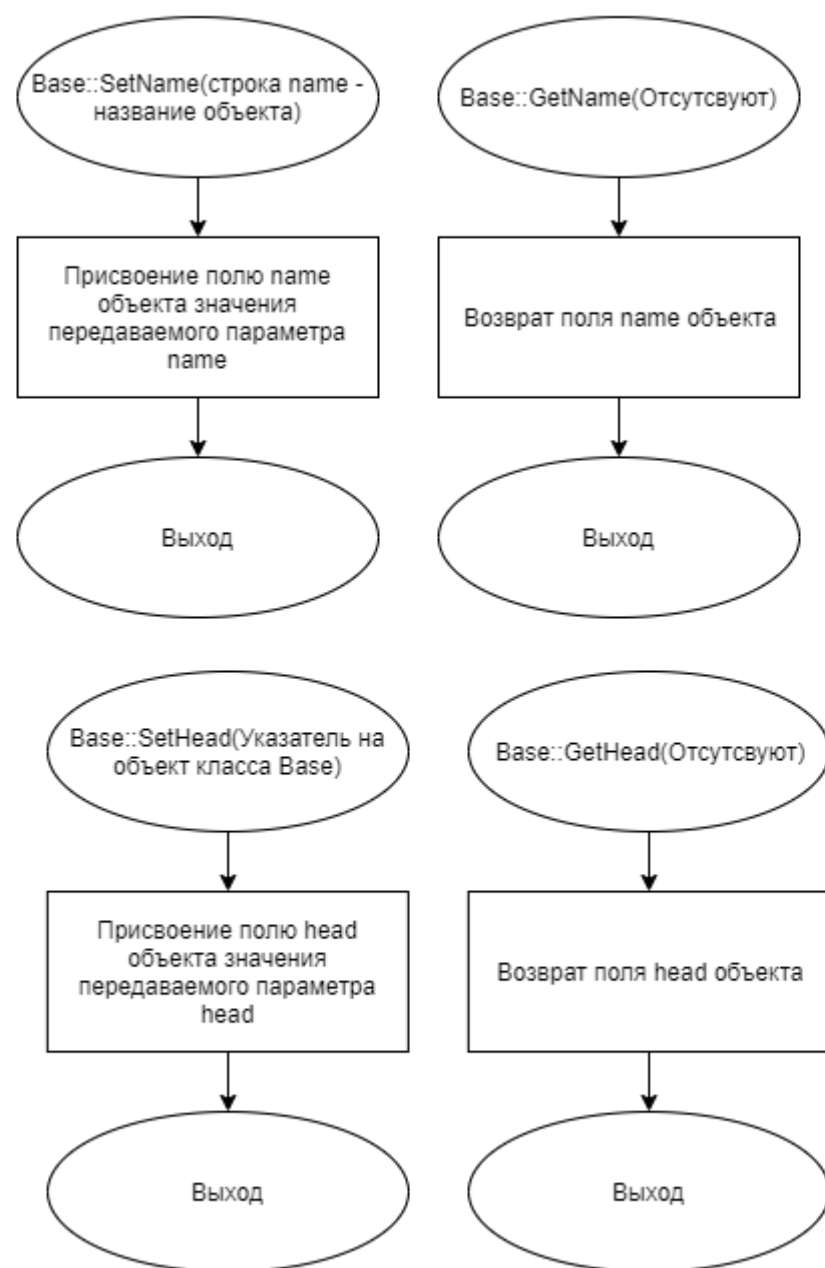 Base::SetName(строка name -
название объекта)
Base::GetName(Отсутсвуют)
Присвоение полю name
объекта значения
передаваемого параметра
name
Возврат поля name объекта
Выход
Выход
Base::SetHead(Указатель на
объект класса Base)
Base::GetHead(Отсутсвуют)
Присвоение полю head
объекта значения
передаваемого параметра
head
Возврат поля head объекта
Выход
Выход